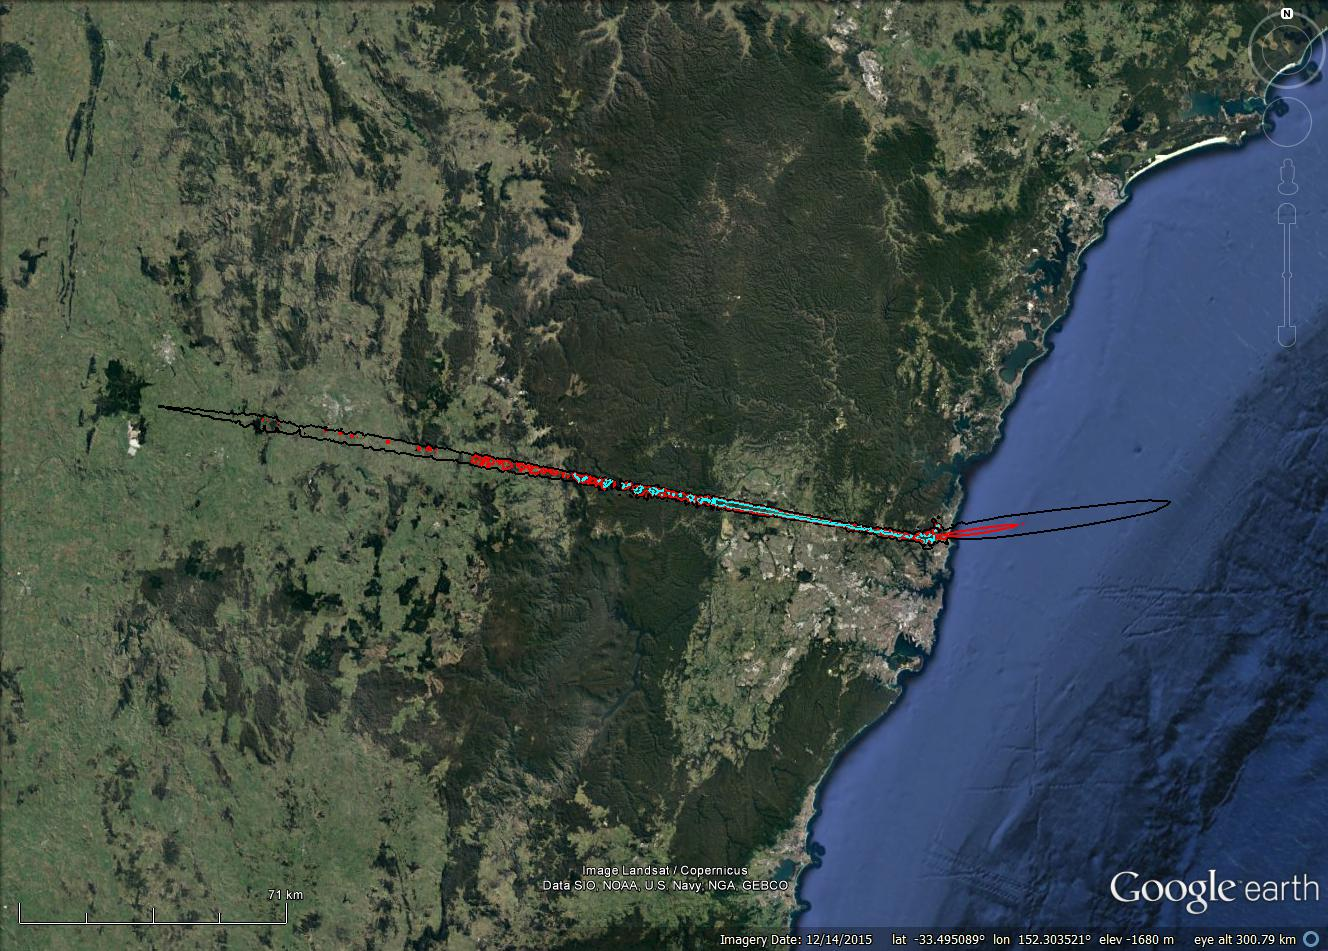 N
71 km
Image Landsat / Copernicus
Data SIO, NOAA, U.S. Navy, NGA, GEBCO
Google earth
Imagery Date: 12/14/2015 lat -33.495089° lon 152.303521° elev -1680 m eye alt 300.79 km